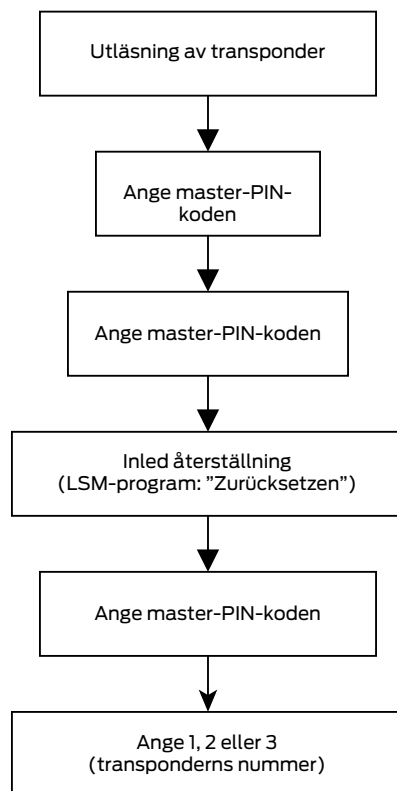 Utläsning av transponder
Ange master-PIN-
koden
Ange master-PIN-koden
Inled återställning
(LSM-program: ”Zurücksetzen”)
Ange master-PIN-koden
Ange 1, 2 eller 3
(transponderns nummer)